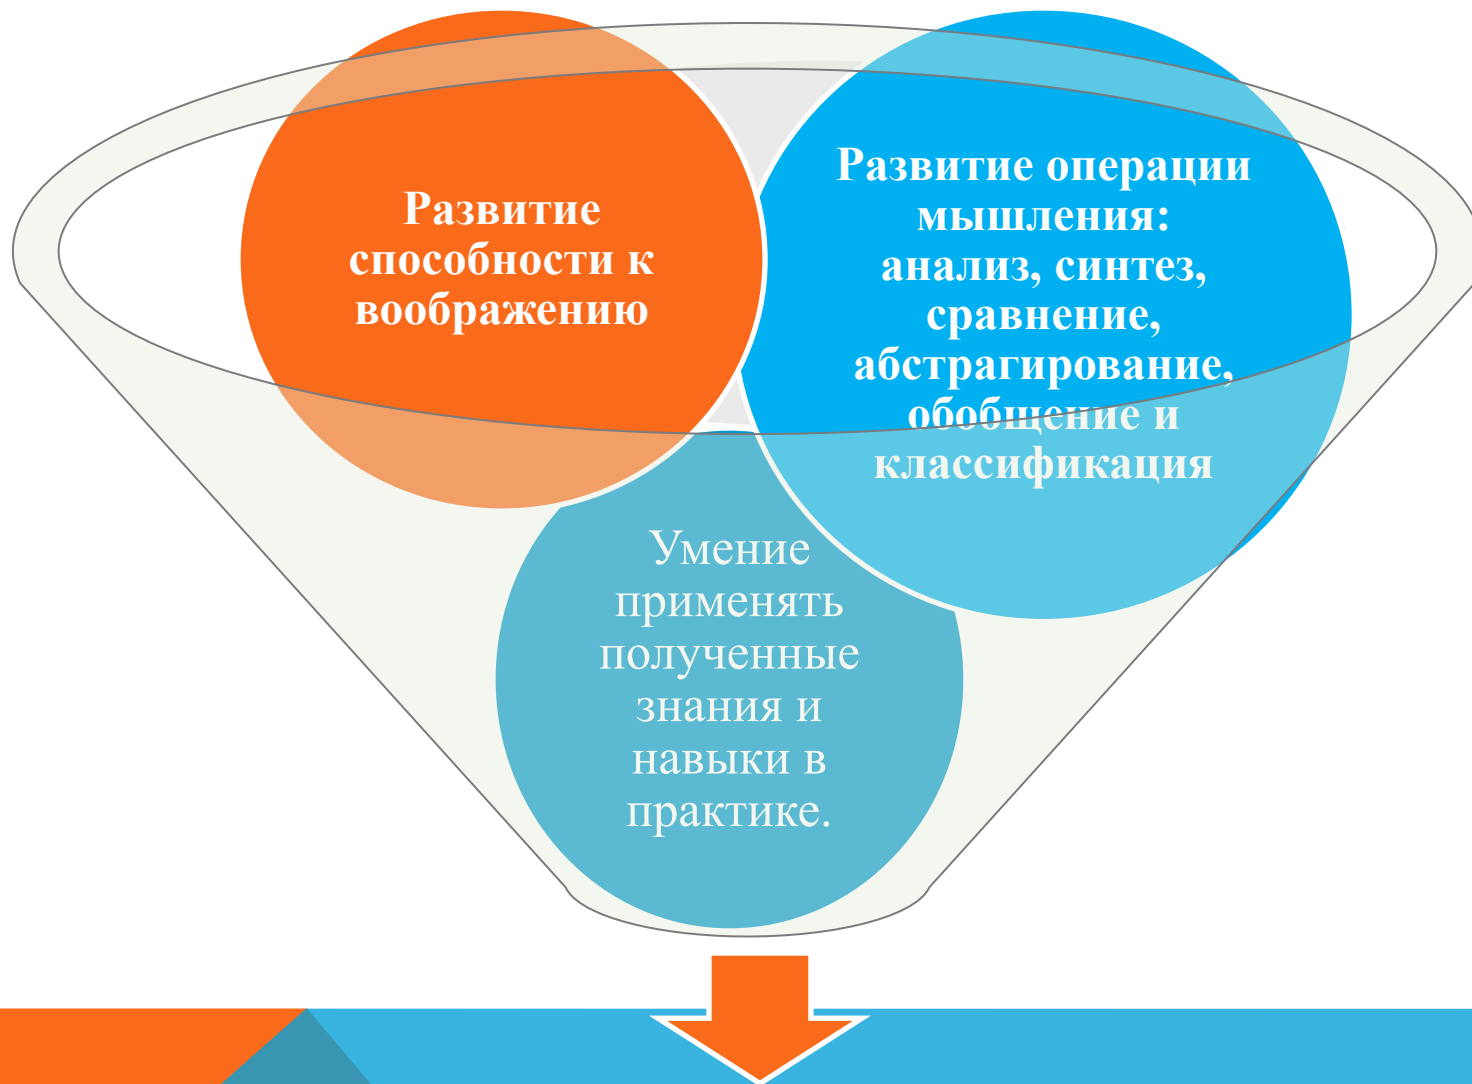 Развитие
способности к
воображению
Развитие операции
мышления:
анализ, синтез,
сравнение,
абстрагирование,
обобщение и
классификация
Умение
применять
полученные
знания и
навыки в
практике.